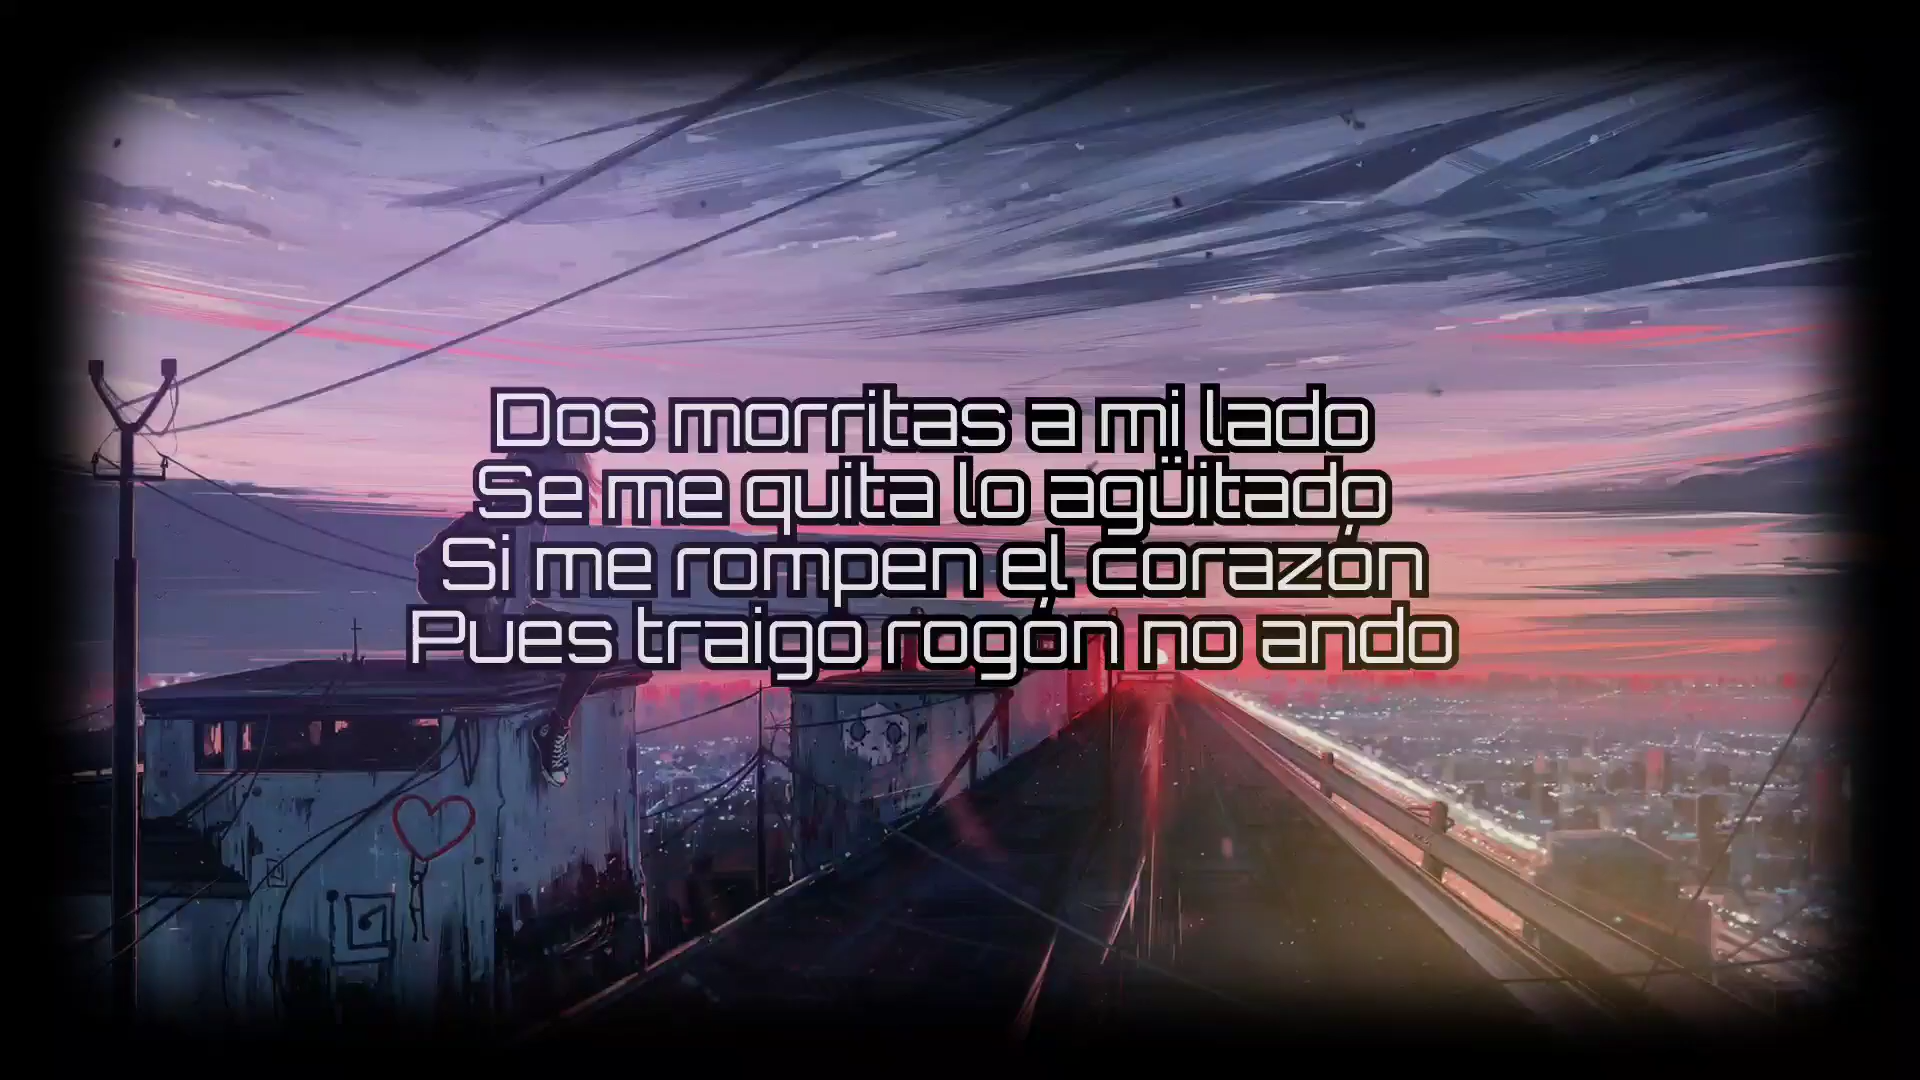 Dos morritas a mi lado
Se me quita lo agüitado
Si me rompen el corazón
Pues traigo rogón no ando